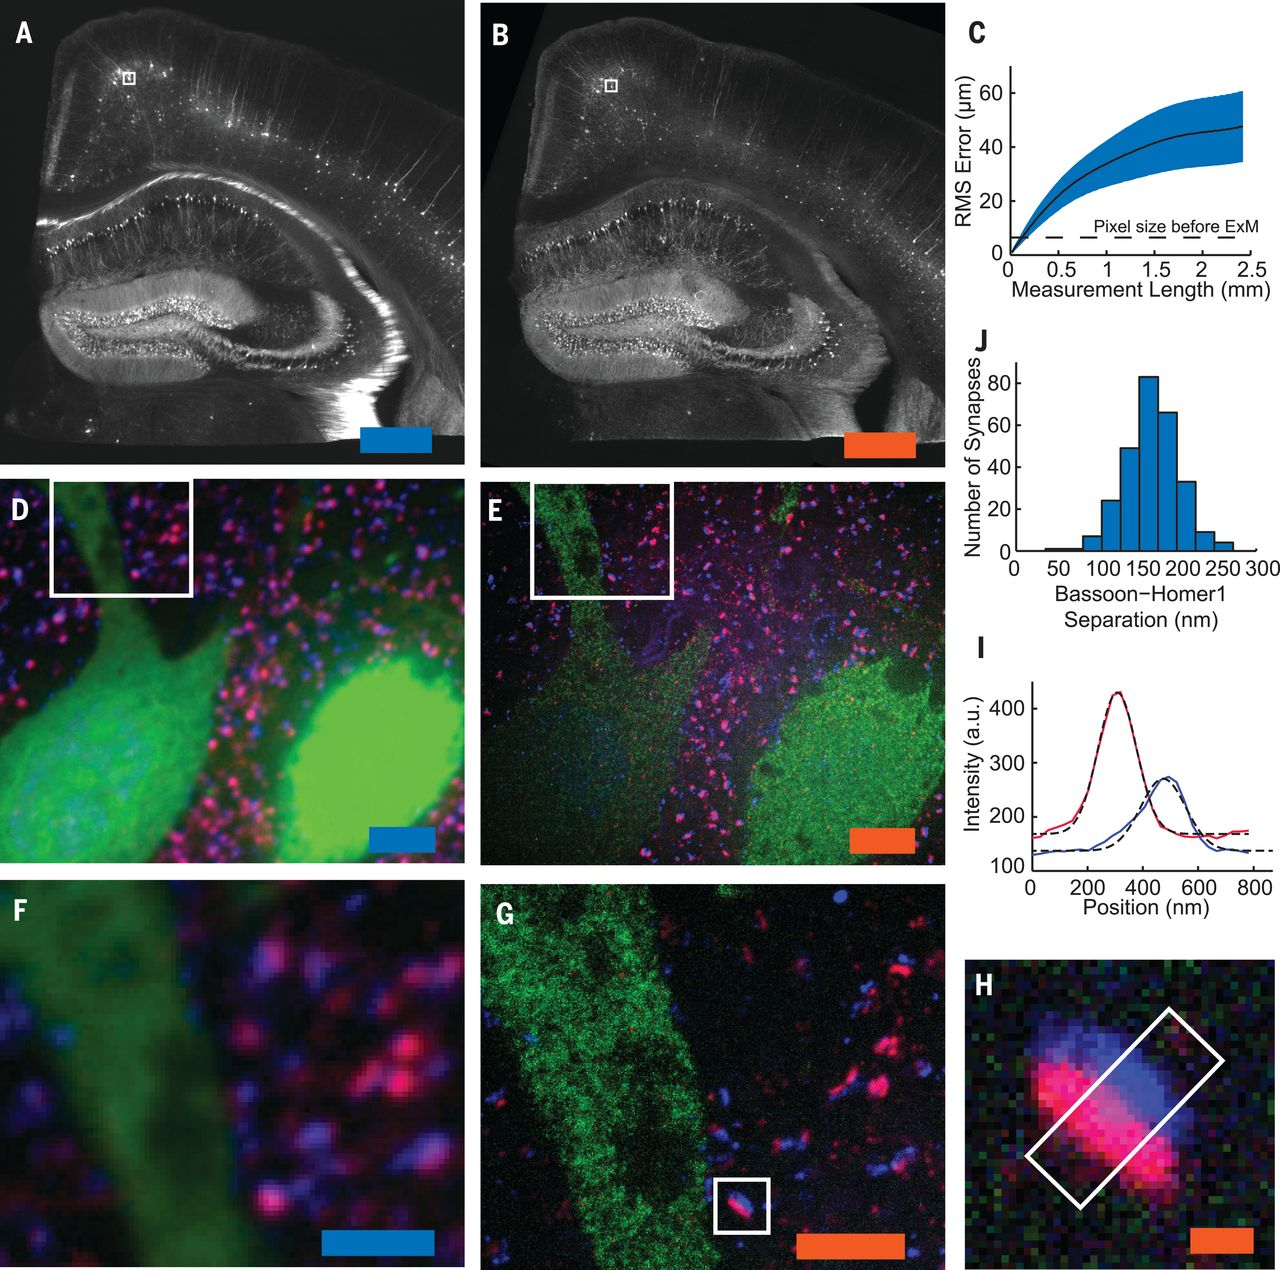 A
B
C
60
40
20
0
RMS Error (µm)
Pixel size before ExM
0 0.5 1 1.5 2 2.5
Measurement Length (mm)
J
80
60
40
20
0
Number of Synapses
0 50 100 150 200 250 300
Bassoon−Homer1
Separation (nm)
D
E
I
400
300
200
100
Intensity (a.u.)
0 200 400 600 800
Position (nm)
F
G
H